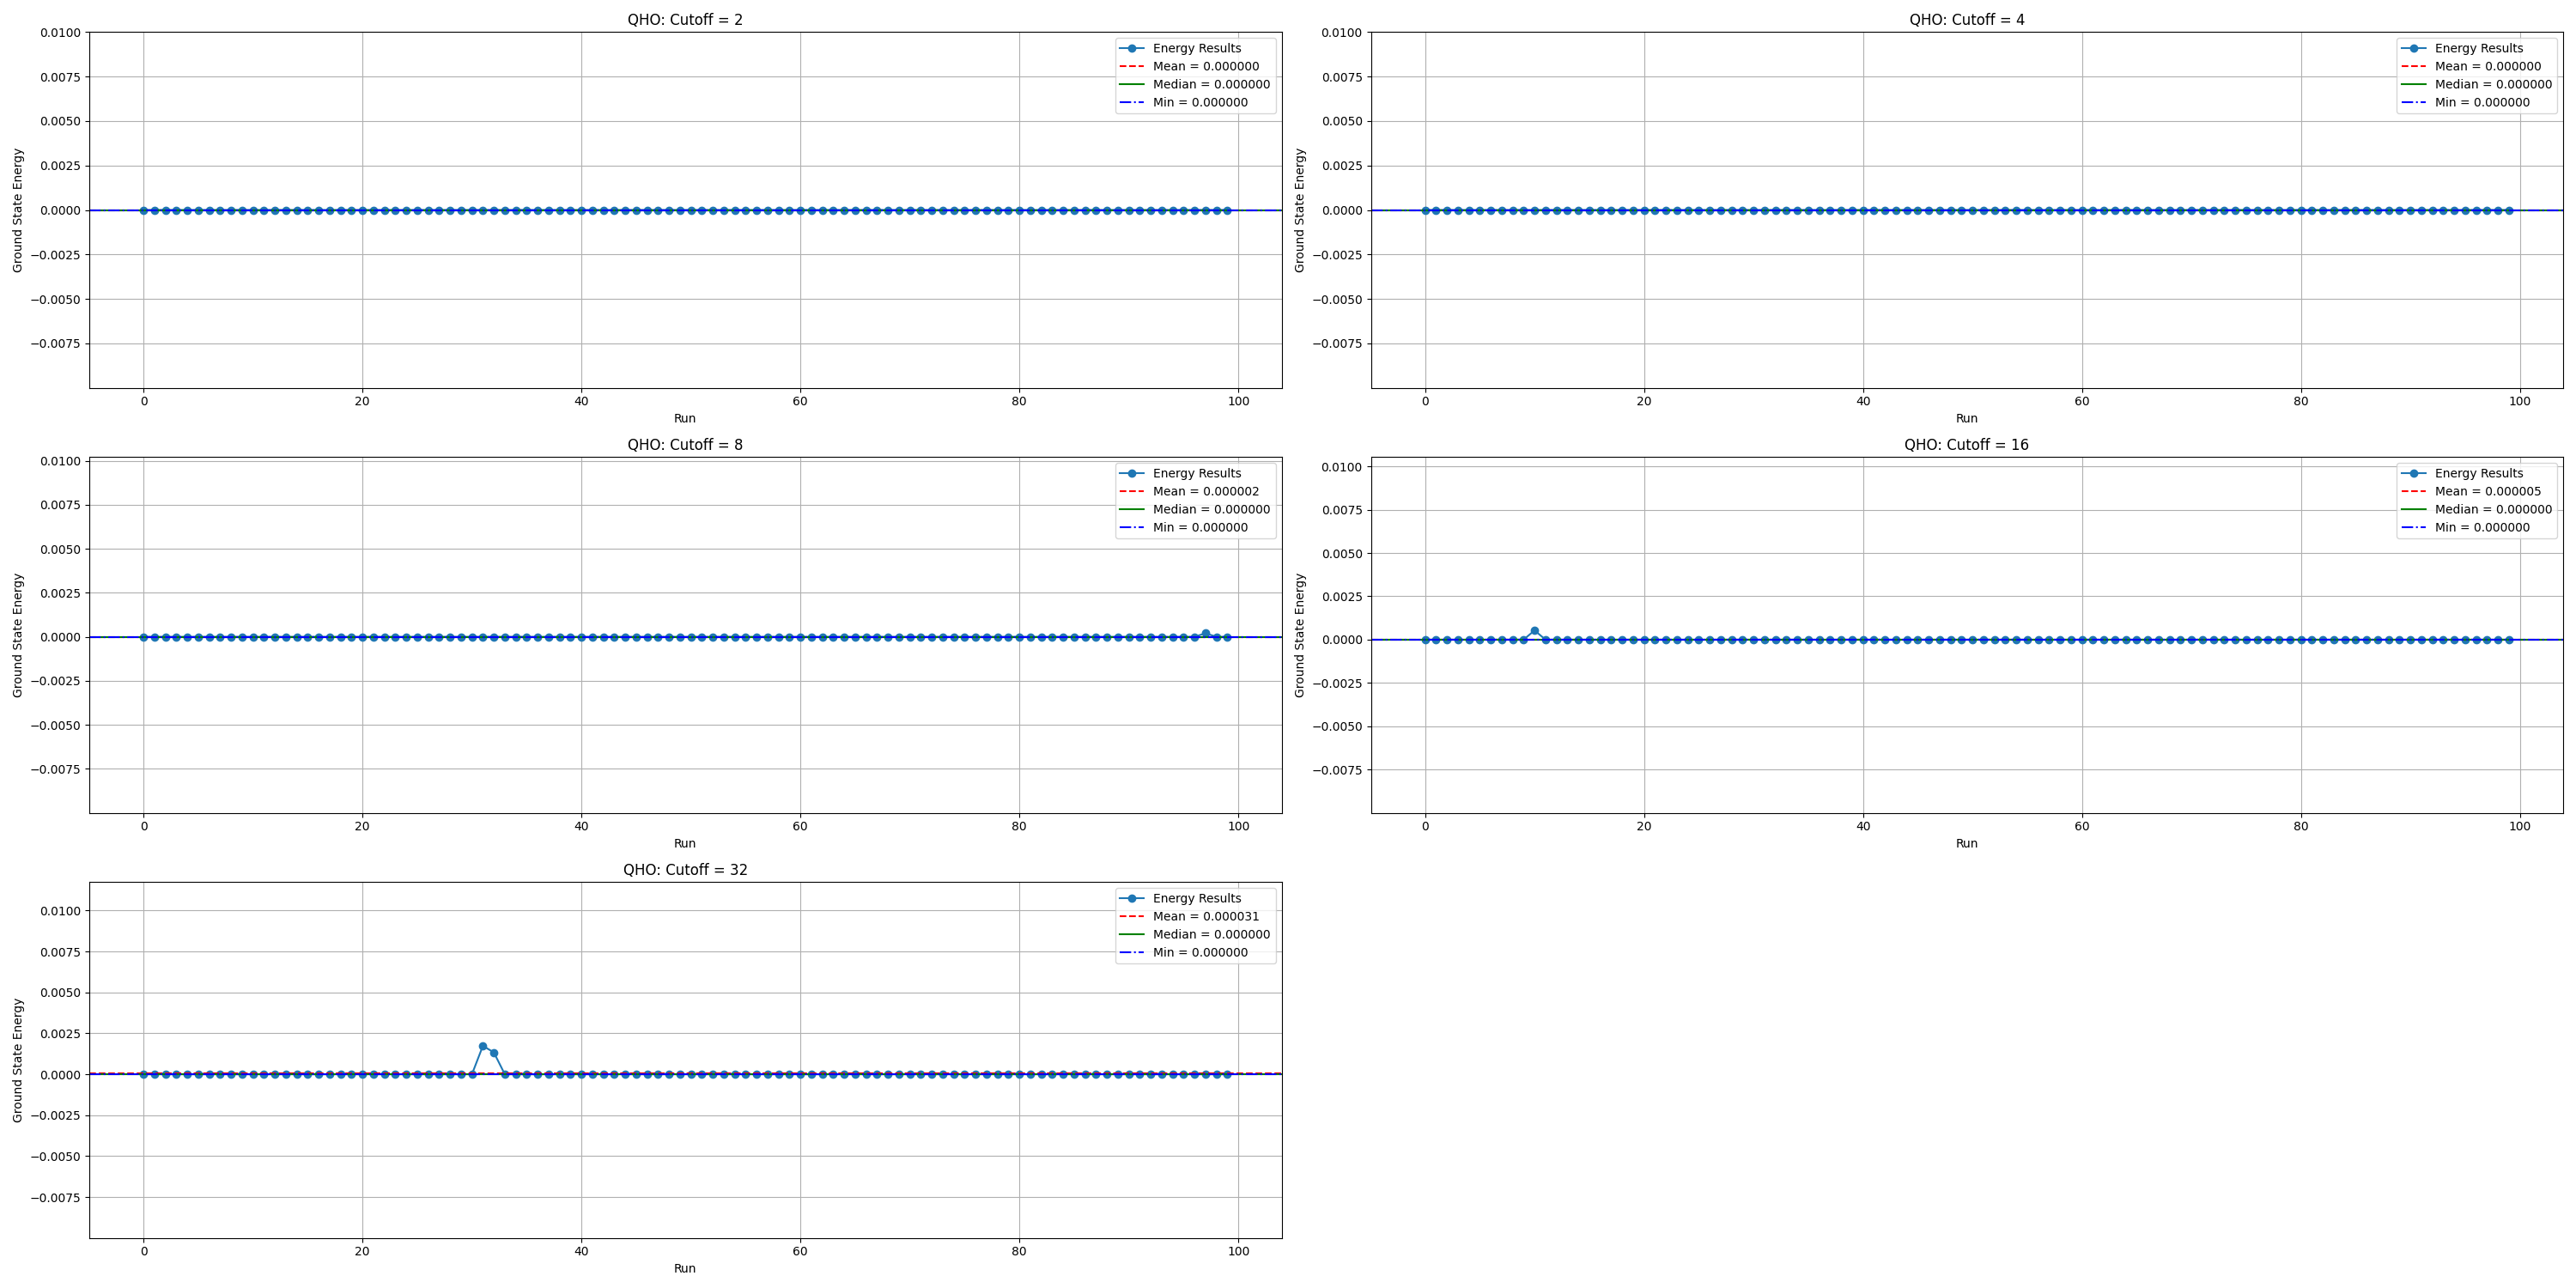 QHO: Cutoff = 2
0.0100
0.0075
0.0050
0.0025
0.0000
−0.0025
−0.0050
−0.0075
Ground State Energy
Energy Results
Mean = 0.000000
Median = 0.000000
Min = 0.000000
0 20 40 60 80 100
Run
QHO: Cutoff = 4
0.0100
0.0075
0.0050
0.0025
0.0000
−0.0025
−0.0050
−0.0075
Ground State Energy
Energy Results
Mean = 0.000000
Median = 0.000000
Min = 0.000000
0 20 40 60 80 100
Run
QHO: Cutoff = 8
0.0100
0.0075
0.0050
0.0025
0.0000
−0.0025
−0.0050
−0.0075
Ground State Energy
Energy Results
Mean = 0.000002
Median = 0.000000
Min = 0.000000
0 20 40 60 80 100
Run
QHO: Cutoff = 16
0.0100
0.0075
0.0050
0.0025
0.0000
−0.0025
−0.0050
−0.0075
Ground State Energy
Energy Results
Mean = 0.000005
Median = 0.000000
Min = 0.000000
0 20 40 60 80 100
Run
QHO: Cutoff = 32
0.0100
0.0075
0.0050
0.0025
0.0000
−0.0025
−0.0050
−0.0075
Ground State Energy
Energy Results
Mean = 0.000031
Median = 0.000000
Min = 0.000000
0 20 40 60 80 100
Run